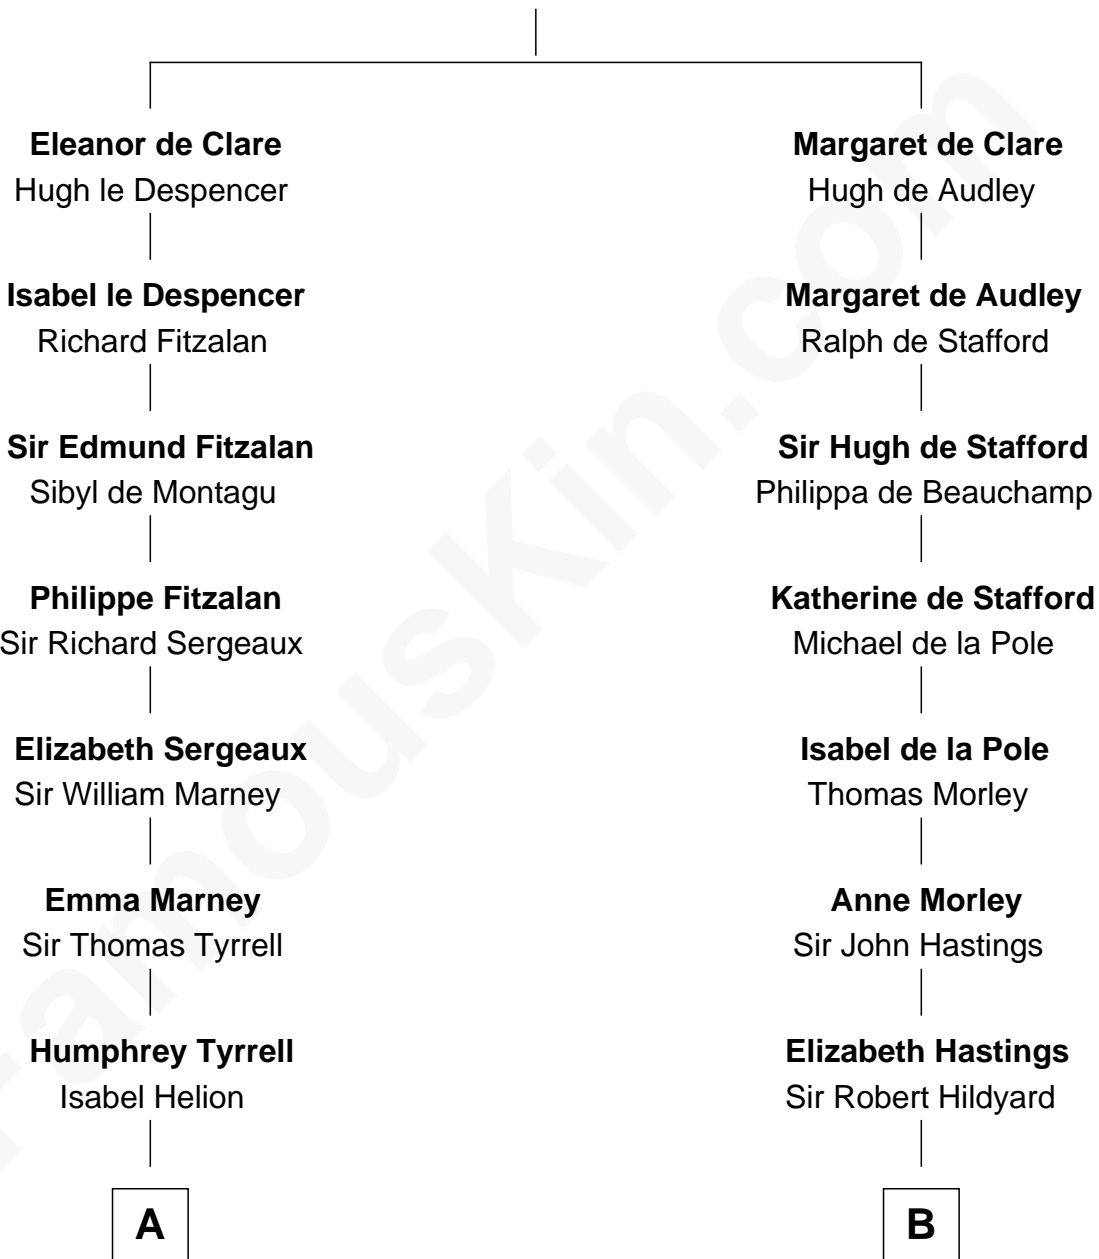 Eleanor de Clare
Hugh le Despencer
Margaret de Clare
Hugh de Audley
Isabel le Despencer
Richard Fitzalan
Margaret de Audley
Ralph de Stafford
Sir Edmund Fitzalan
Sibyl de Montagu
Sir Hugh de Stafford
Philippa de Beauchamp
Philippe Fitzalan
Sir Richard Sergeaux
Katherine de Stafford
Michael de la Pole
Elizabeth Sergeaux
Sir William Marney
Isabel de la Pole
Thomas Morley
Emma Marney
Sir Thomas Tyrrell
Anne Morley
Sir John Hastings
Humphrey Tyrrell
Isabel Helion
Elizabeth Hastings
Sir Robert Hildyard
A
B
FamousKin.com